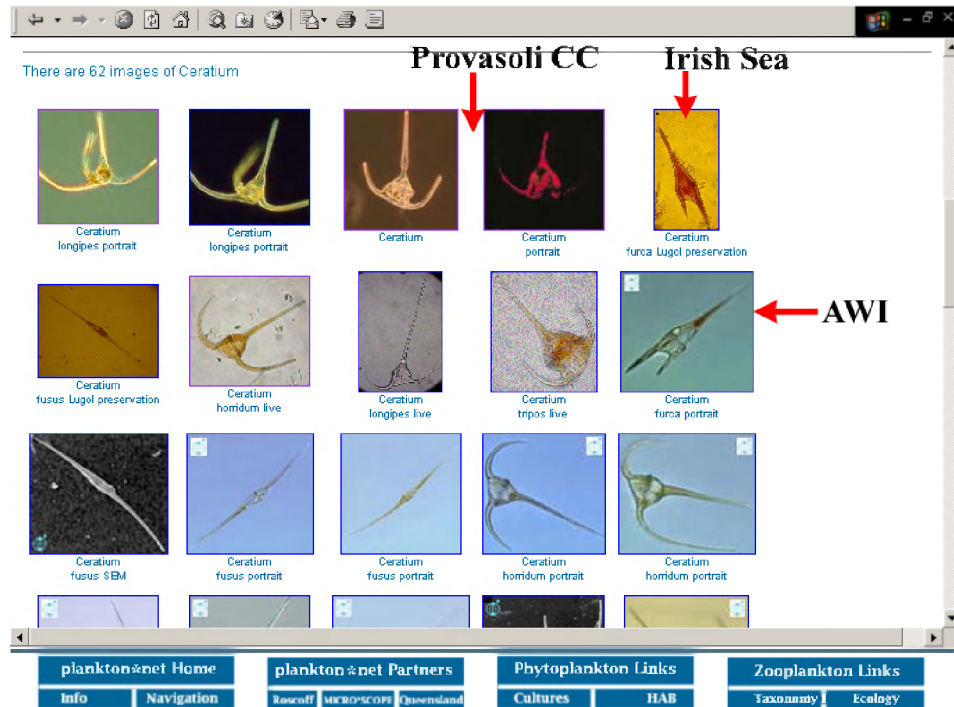 Provasoli CC Irish Sea
There are 62 images of Ceratium
Ceratium
longipes portrait
Ceratium
longipes portrait
Ceratium
Ceratium
portrait
Ceratium
furca Lugol preservation
AWI
Ceratium
fusus Lugol preservation
Ceratium
horridum live
Ceratium
longipes live
Ceratium
tripos live
Ceratium
furca portrait
Ceratium
fusus SEM
Ceratium
fusus portrait
Ceratium
fusus portrait
Ceratium
horridum portrait
Ceratium
horridum portrait
plankton*net Home
Info Navigation
plankton*net Partners
Roscoff MICRO*SCOPE Queensland
Phytoplankton Links
Cultures HAB
Zooplankton Links
Taxonomy Ecology